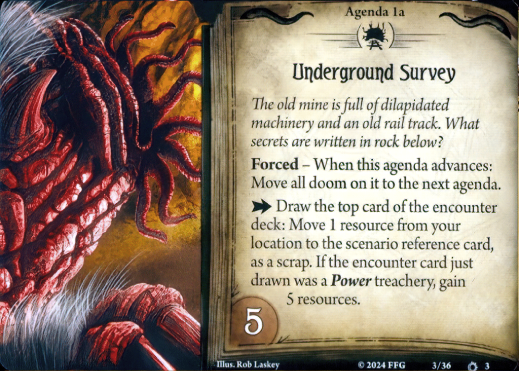 Agenda 1a
Underground Survey
The old mine is full of dilapidated
machinery and an old rail track. What
secrets are written in rock below?
Forced – When this agenda advances:
Move all doom on it to the next agenda.
Draw the top card of the encounter
deck: Move 1 resource from your
location to the scenario reference card,
as a scrap. If the encounter card just
drawn was a Power treachery, gain
5 resources.
5
Illus. Rob Laskey © 2024 FFG 3/36 3